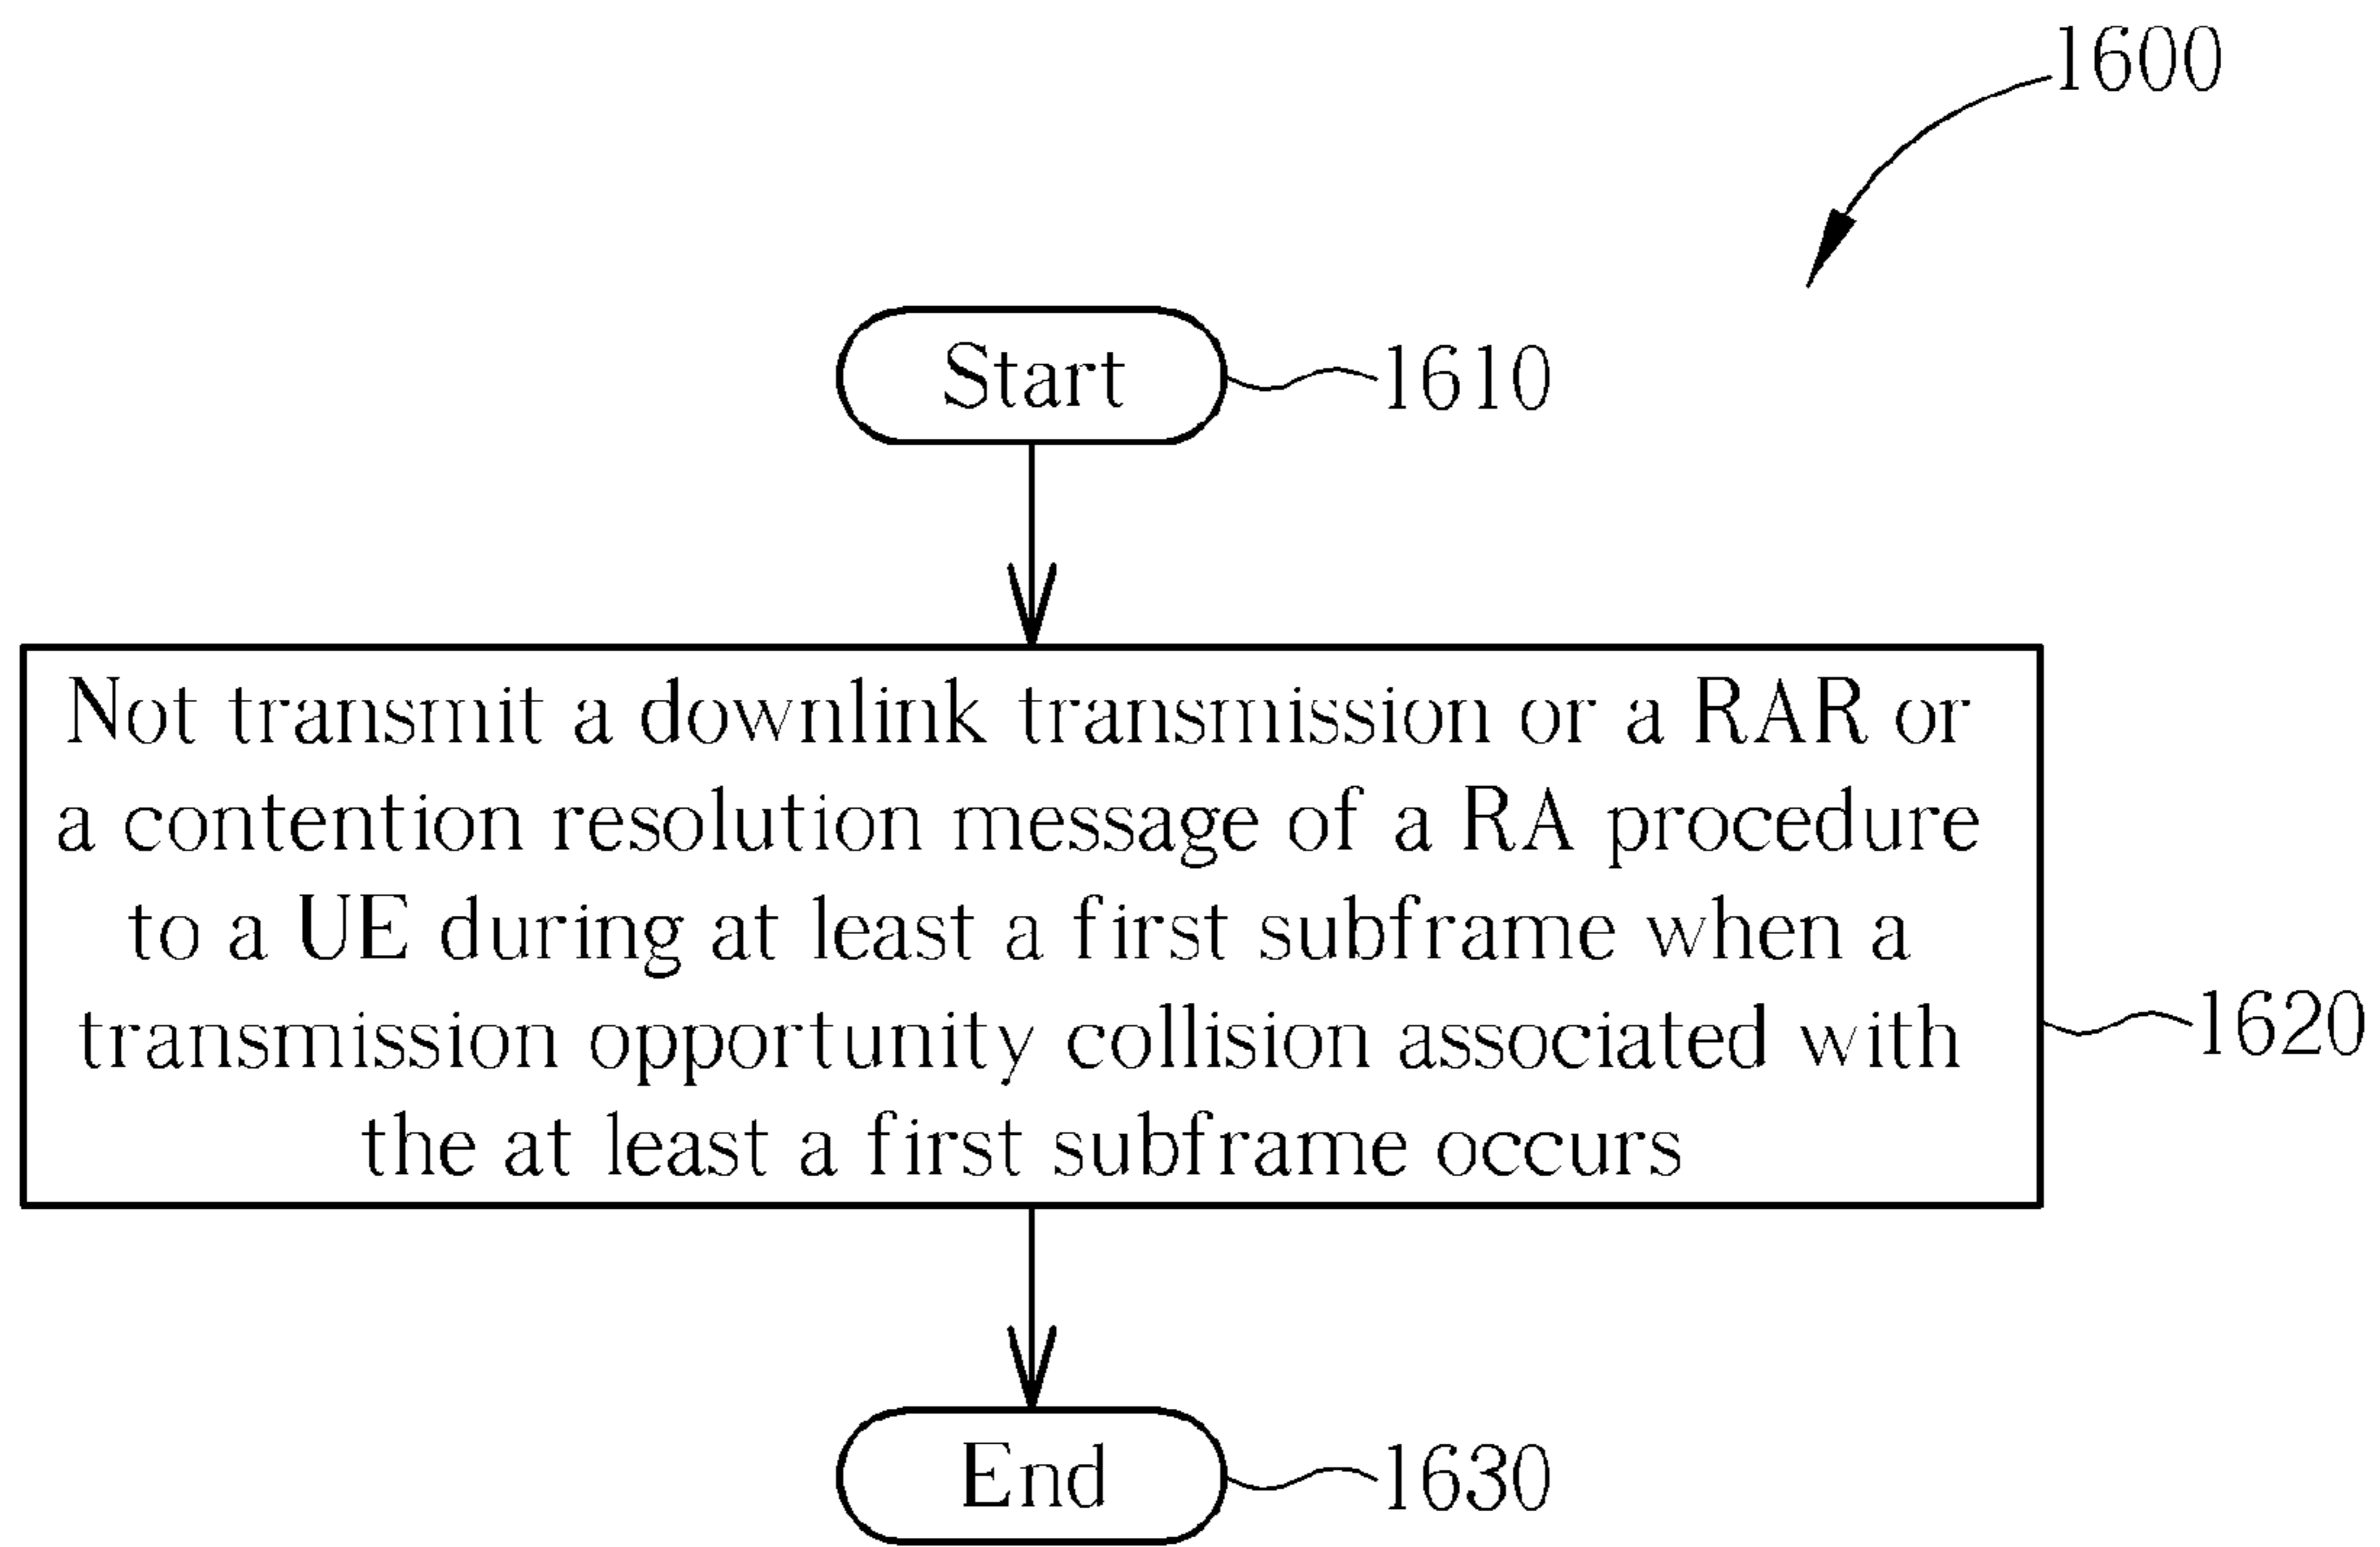 1600
Start
1610
Not transmit a downlink transmission or a RAR or
a contention resolution message of a RA procedure
to a UE during at least a first subframe when a
transmission opportunity collision associated with
the at least a first subframe occurs
1620
End
1630